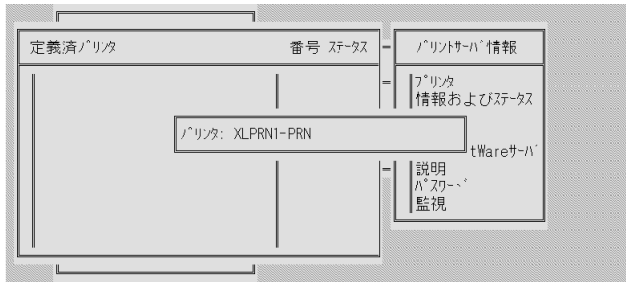 定義済ﾊﾟﾘﾝﾀ 番号 ｽﾃｰﾀｽ
ﾌﾟﾘﾝﾄｻｰﾊﾞ情報
ﾌﾟﾘﾝﾀ
情報およびｽﾃｰﾀｽ
ﾌﾟﾘﾝﾀ: XLPRN1-PRN
tWareｻｰﾊﾞ
説明
ﾊﾟｽﾜｰﾄﾞ
監視